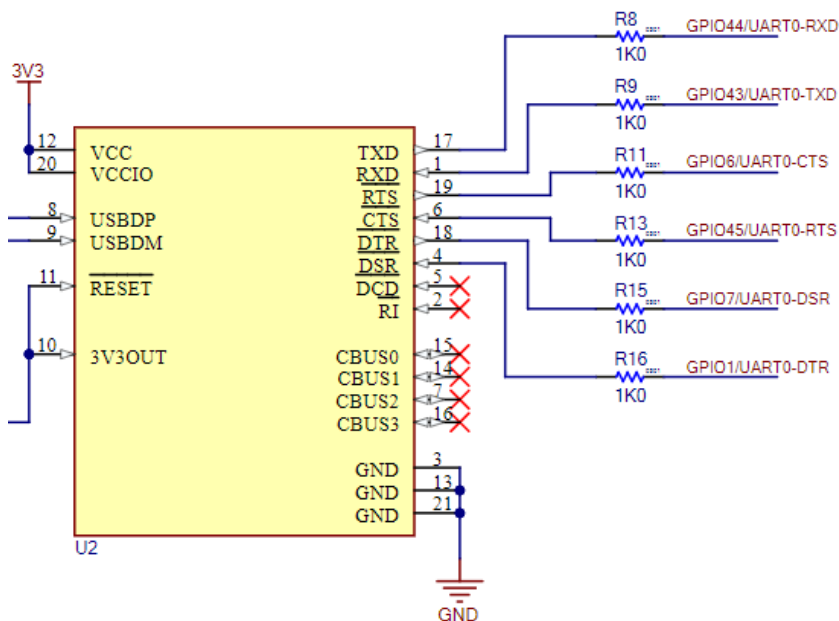 R8
GPIO44/UART0-RXD
1K0
3V3
R9
GPIO43/UART0-TXD
1K0
12 VCC
TXD 17
R11
GPIO6/UART0-CTS
1K0
20 VCCIO
RXD 1
RTS 19
R13
GPIO45/UART0-RTS
1K0
8 USBDP
CTS 6
9 USBDM
DTR 18
DSR 4
R15
GPIO7/UART0-DSR
1K0
11 RESET
DCD 5
RI 2
10 3V3OUT
R16
GPIO1/UART0-DTR
1K0
CBUS0 15
CBUS1 14
CBUS2 7
CBUS3 16
GND 3
GND 13
GND 21
U2
GND